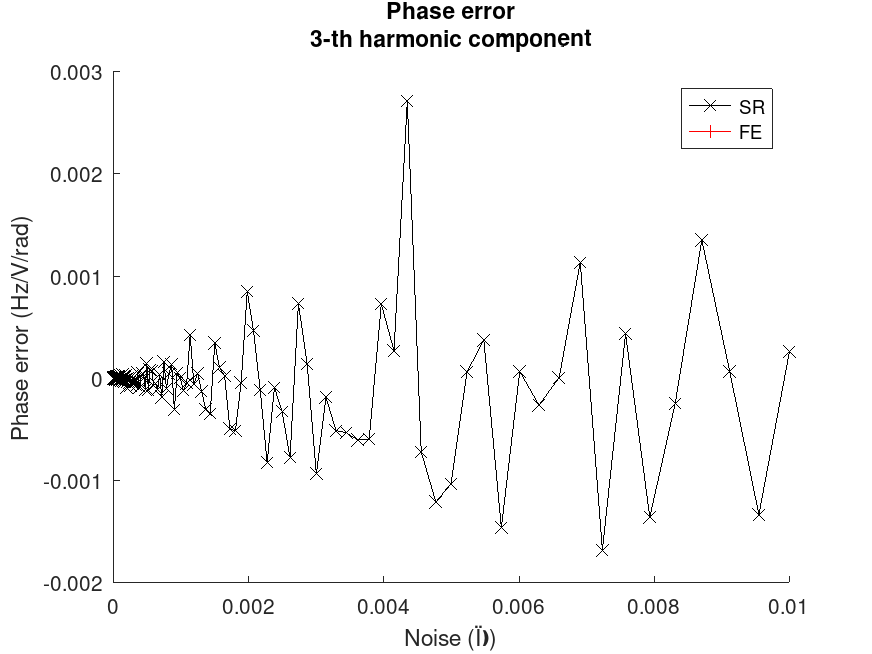 Phase error
3-th harmonic component
0.003
0.002
0.001
0
-0.001
-0.002
Phase error (Hz/V/rad)
SR
FE
0
0.002
0.004
0.006
0.008
0.01
Noise